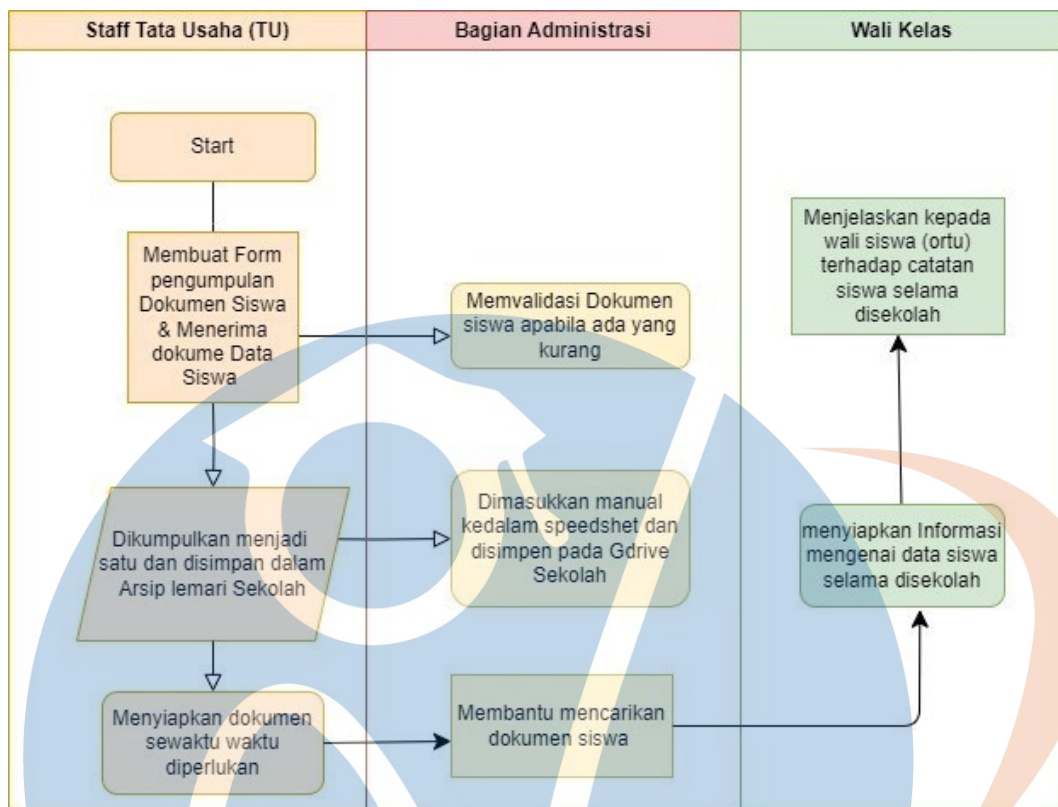 Staff Tata Usaha (TU)
Bagian Administrasi
Wali Kelas
Start
Membuat Form
pengumpulan
Dokumen Siswa
& Menerima
dokume Data
Siswa
Memvalidasi Dokumen
siswa apabila ada yang
kurang
Menjelaskan kepada
wali siswa (ortu)
terhadap catatan
siswa selama
disekolah
Dikumpulkan menjadi
satu dan disimpan dalam
Arsip lemari Sekolah
Dimasukkan manual
kedalam speedshet dan
disimpen pada Gdrive
Sekolah
menyiapkan Informasi
mengenai data siswa
selama disekolah
Menyiapkan dokumen
sewaktu waktu
diperlukan
Membantu mencarikan
dokumen siswa